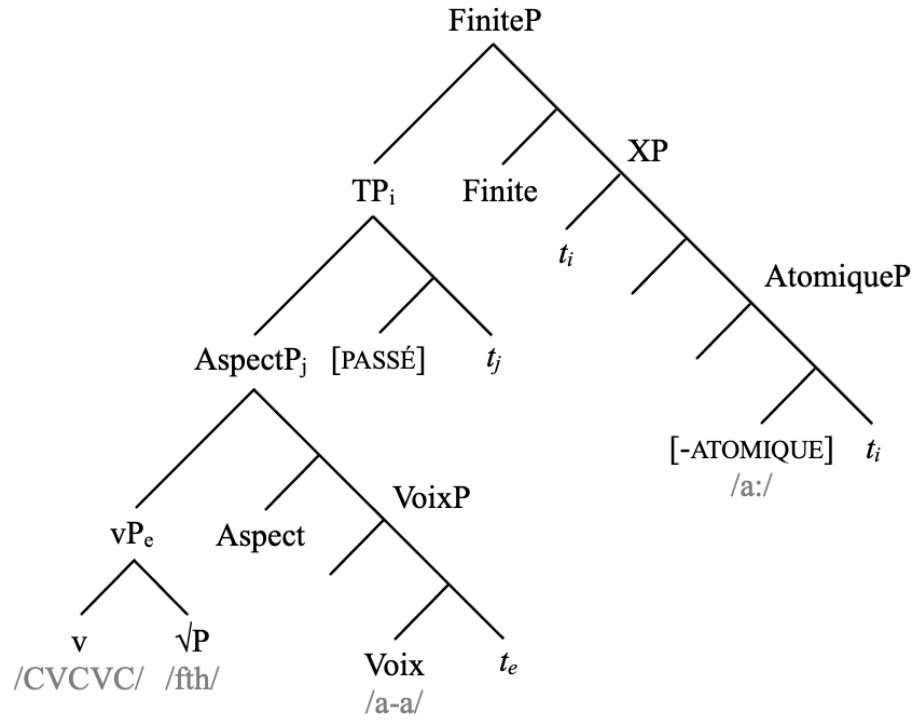 FiniteP
XP
TPi Finite
ti
AtomiqueP
AspectPj [PASSÉ] tj
[-ATOMIQUE] ti
/a:/
VoixP
vPe Aspect
v √P
Voix te
/CVCVC/ /fth/
/a-a/